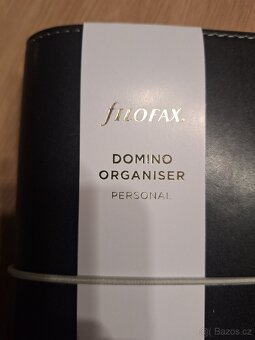 fILOFAX.
DOMINO
ORGANISER
PERSONAL
Bazos.cz